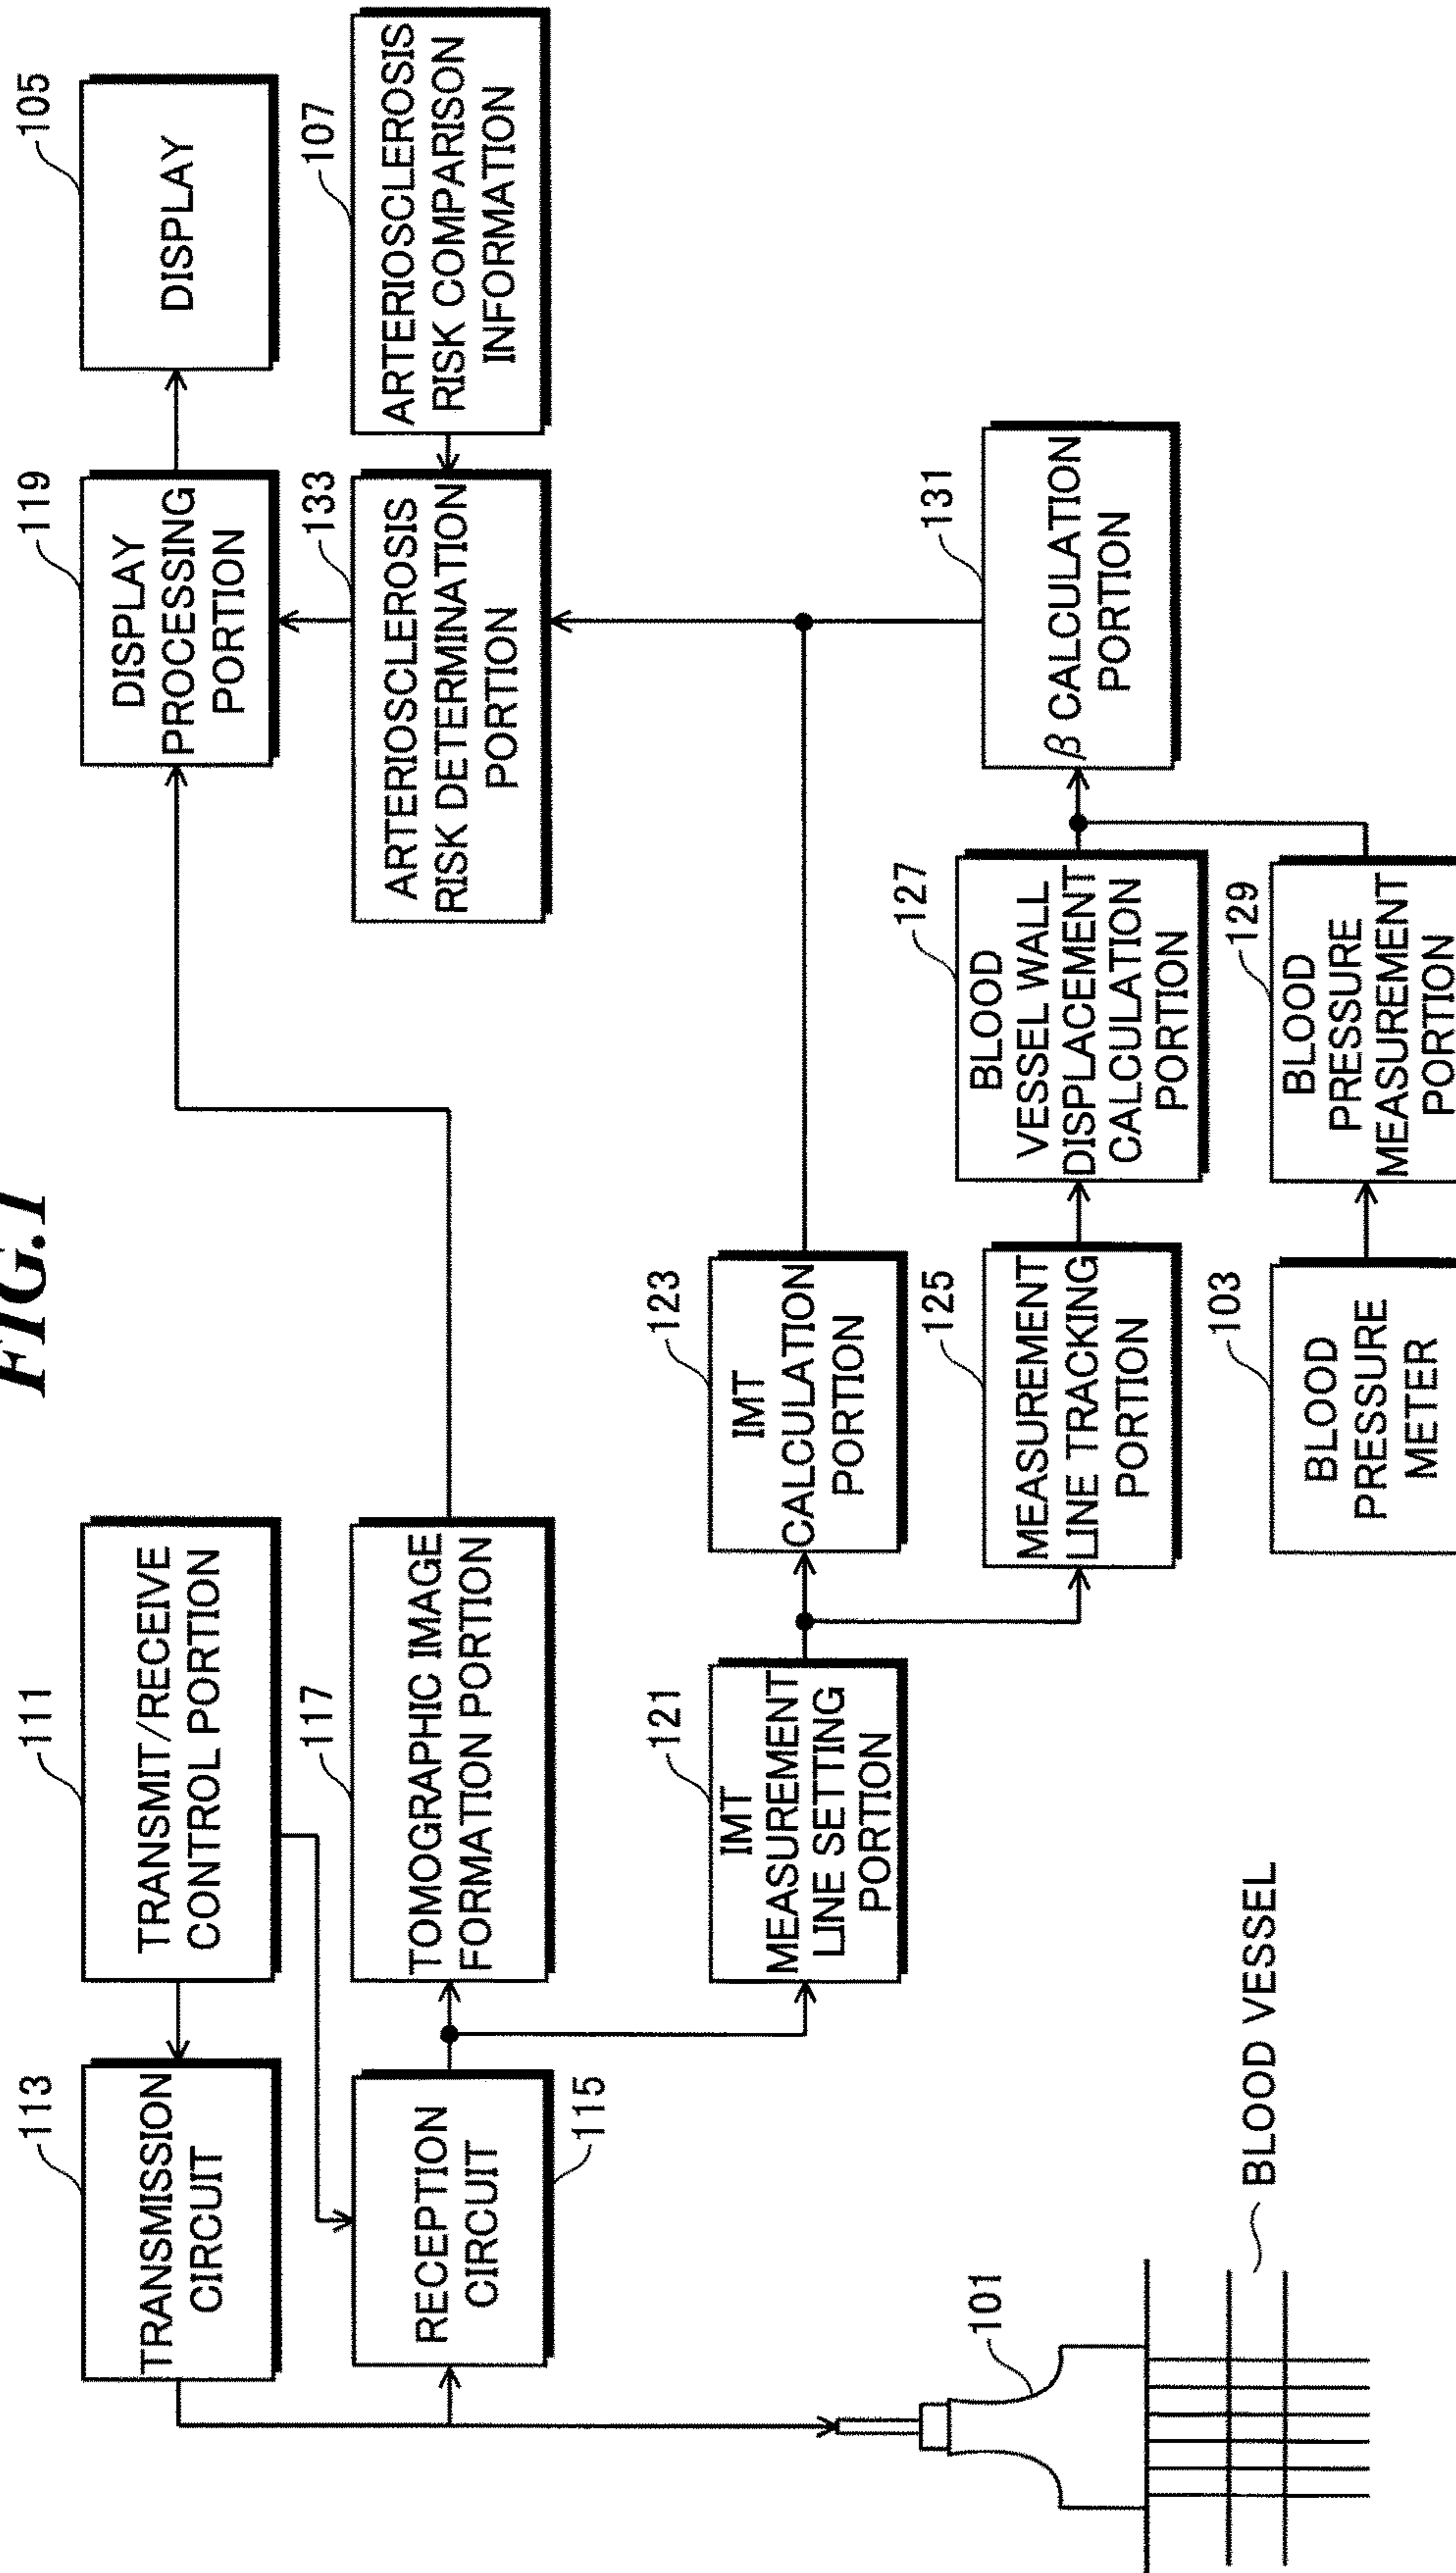 FIG.1
113
TRANSMISSION
CIRCUIT
111
TRANSMIT/RECEIVE
CONTROL PORTION
119
DISPLAY
PROCESSING
PORTION
105
DISPLAY
RECEPTION
CIRCUIT
115
117
TOMOGRAPHIC IMAGE
FORMATION PORTION
133
ARTERIOSCLEROSIS
RISK DETERMINATION
PORTION
107
ARTERIOSCLEROSIS
RISK COMPARISON
INFORMATION
121
IMT
MEASUREMENT
LINE SETTING
PORTION
123
IMT
CALCULATION
PORTION
101
125
MEASUREMENT
LINE TRACKING
PORTION
127
BLOOD
VESSEL WALL
DISPLACEMENT
CALCULATION
PORTION
131
β CALCULATION
PORTION
BLOOD VESSEL
103
BLOOD
PRESSURE
METER
129
BLOOD
PRESSURE
MEASUREMENT
PORTION